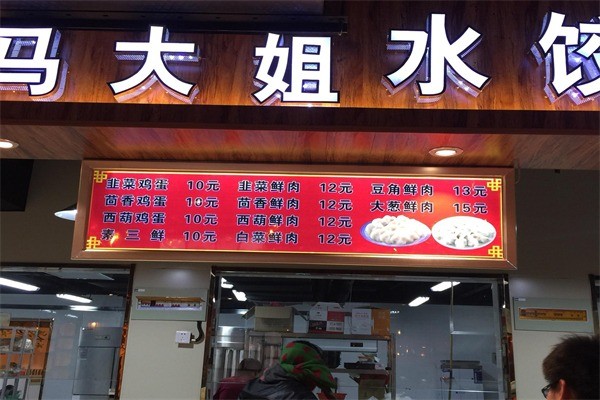 马大姐水饺
韭菜鸡蛋 10元 韭菜鲜肉 12元 豆角鲜肉 13元
茴香鸡蛋 10元 茴香鲜肉 12元 大葱鲜肉 15元
西葫鸡蛋 10元 西葫鲜肉 12元
素三鲜 10元 白菜鲜肉 12元